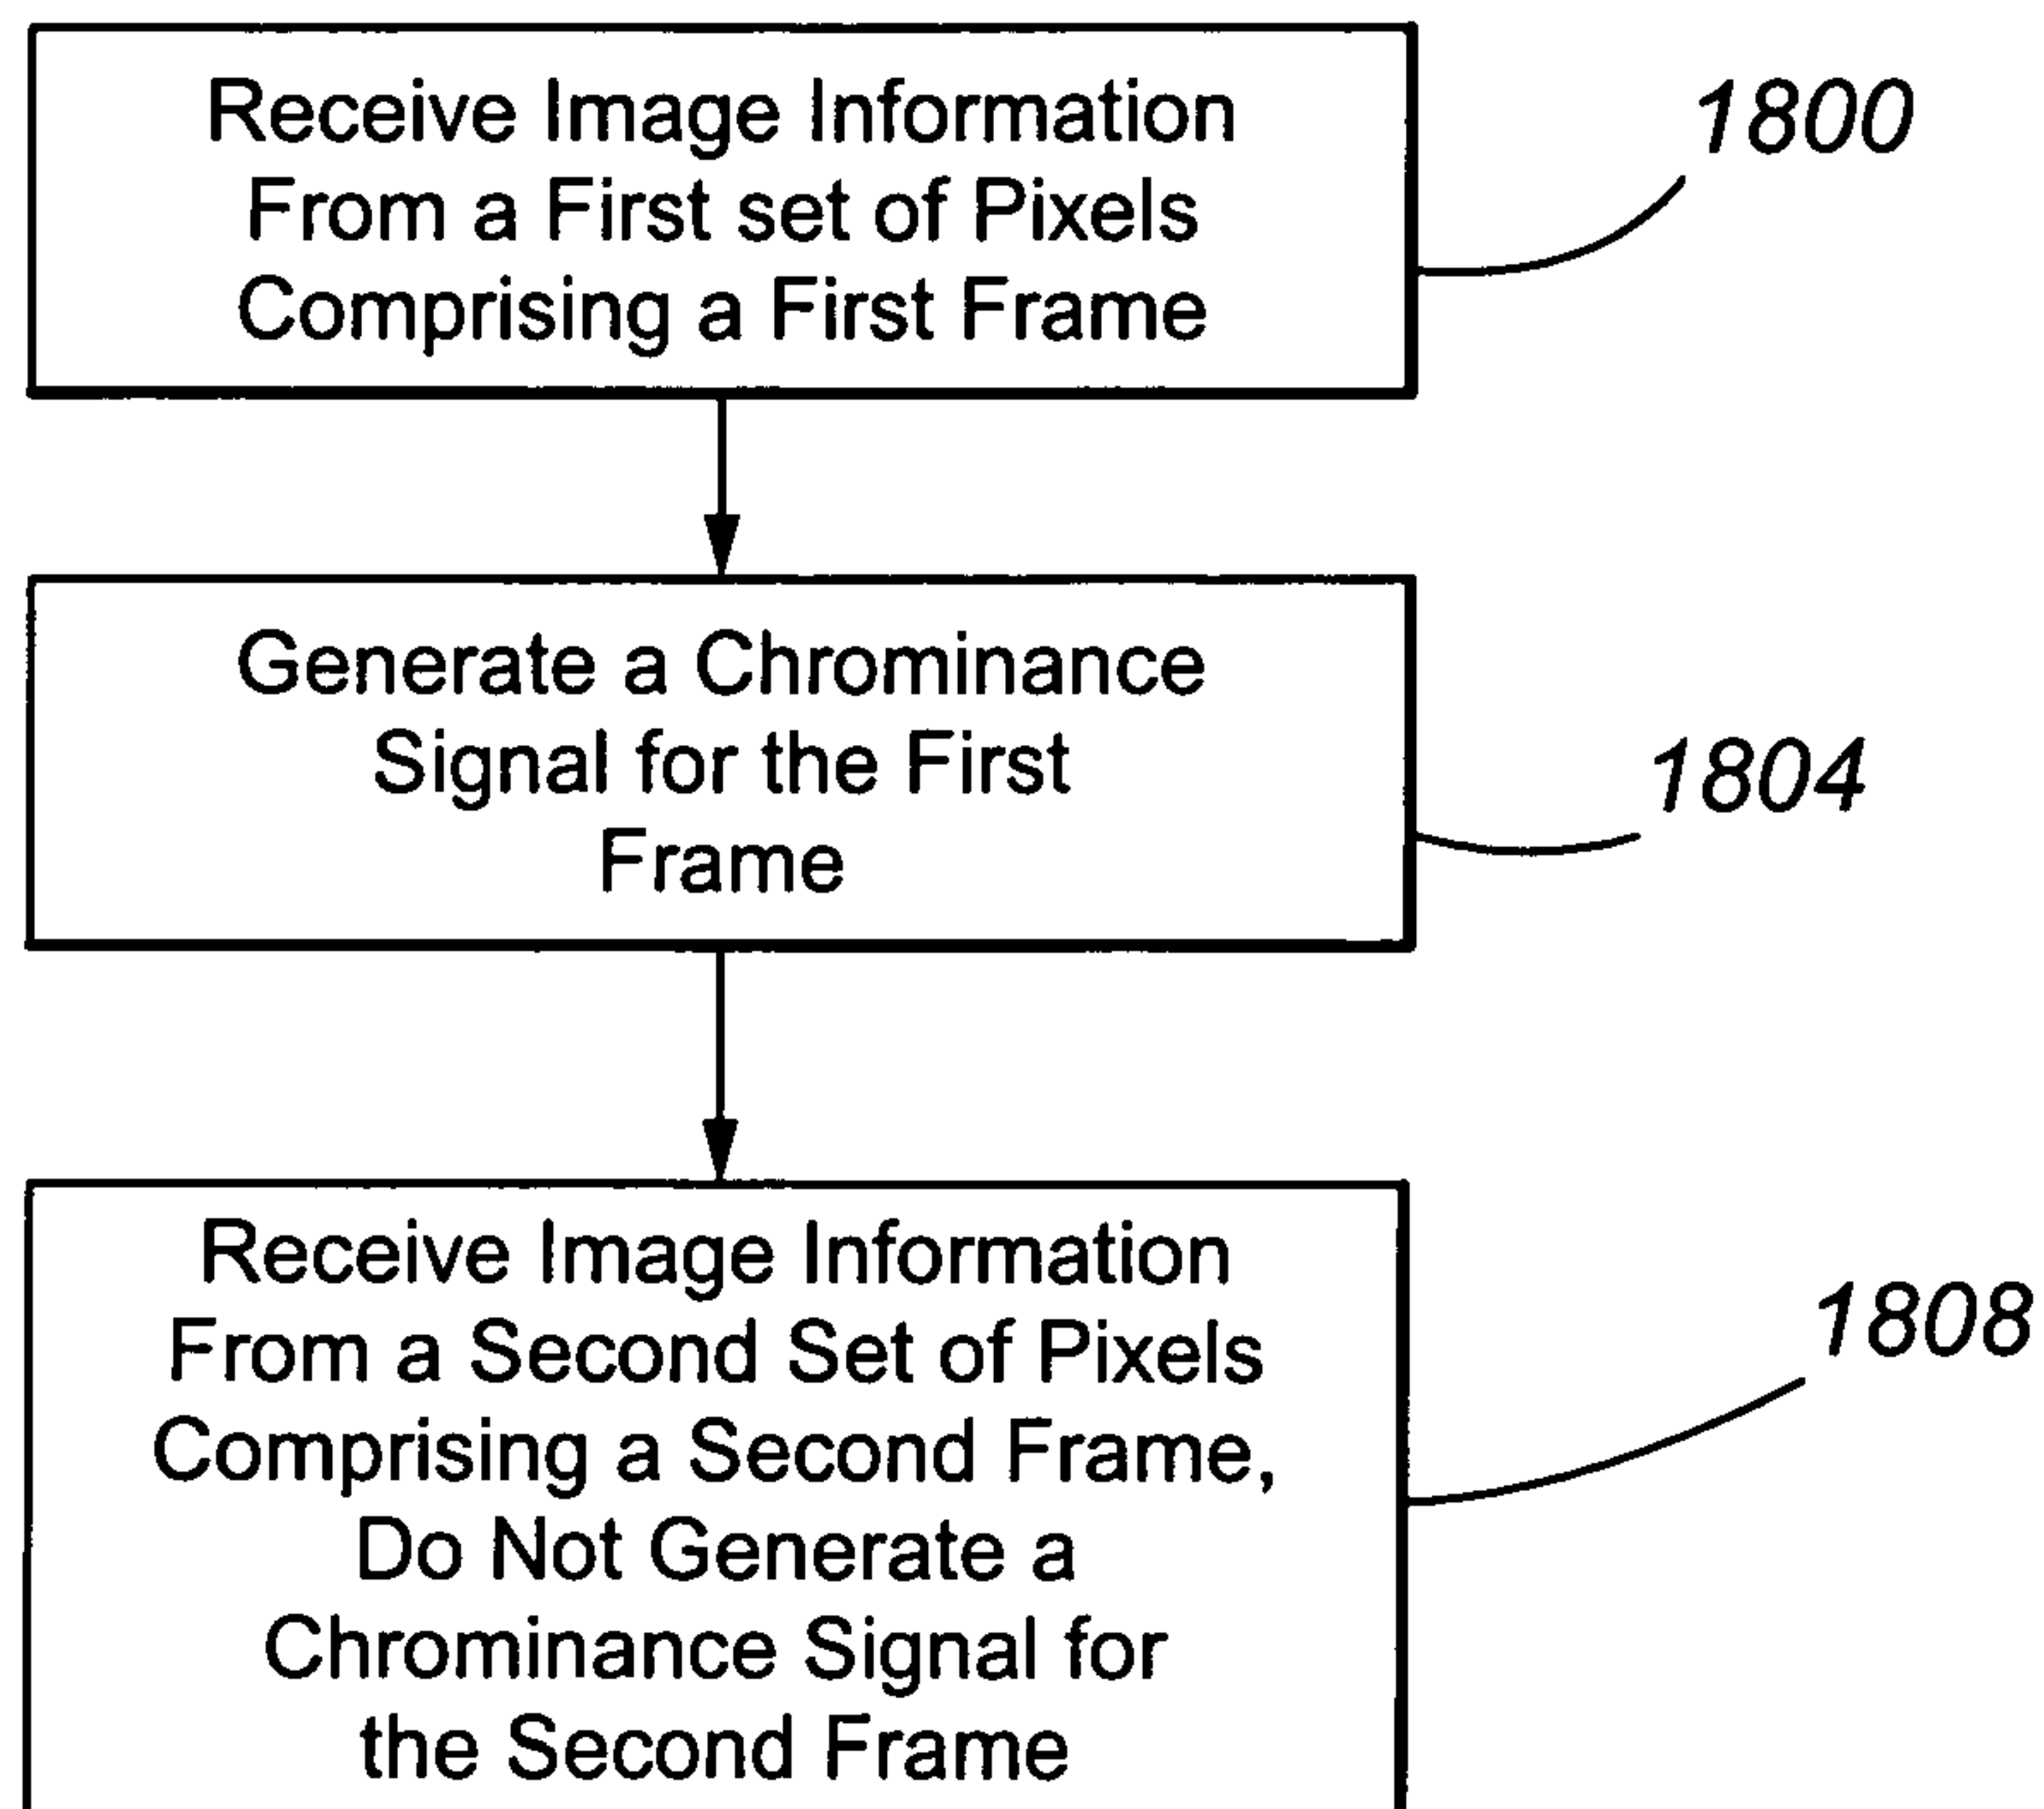 Receive Image Information
From a First set of Pixels
Comprising a First Frame
1800
Generate a Chrominance
Signal for the First
Frame
1804
Receive Image Information
From a Second Set of Pixels
Comprising a Second Frame,
Do Not Generate a
Chrominance Signal for
the Second Frame
1808